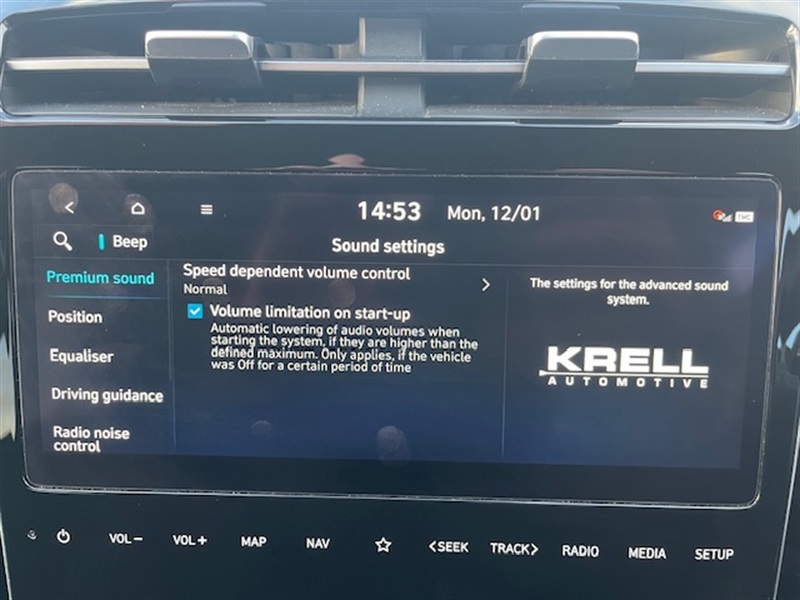 14:53 Mon, 12/01
TMC
Beep
Sound settings
Premium sound
Position
Equaliser
Driving guidance
Radio noise
control
Speed dependent volume control
Normal
Volume limitation on start-up
Automatic lowering of audio volumes when
starting the system, if they are higher than the
defined maximum. Only applies, if the vehicle
was Off for a certain period of time
The settings for the advanced sound
system.
KRELL
AUTOMOTIVE
VOL− VOL+ MAP NAV <SEEK TRACK> RADIO MEDIA SETUP